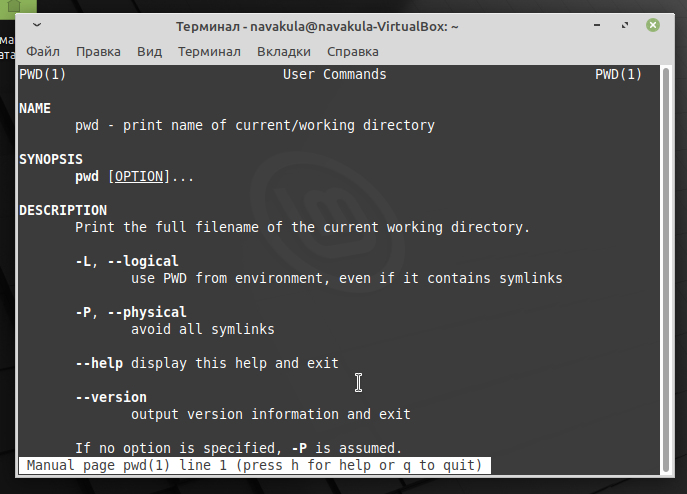 ма
ата
Терминал - navakula@navakula-VirtualBox: ~
Файл Правка Вид Терминал Вкладки Справка
PWD(1) User Commands PWD(1)
NAME
pwd - print name of current/working directory
SYNOPSIS
pwd [OPTION]...
DESCRIPTION
Print the full filename of the current working directory.
-L, --logical
use PWD from environment, even if it contains symlinks
-P, --physical
avoid all symlinks
--help display this help and exit
--version
output version information and exit
If no option is specified, -P is assumed.
Manual page pwd(1) line 1 (press h for help or q to quit)